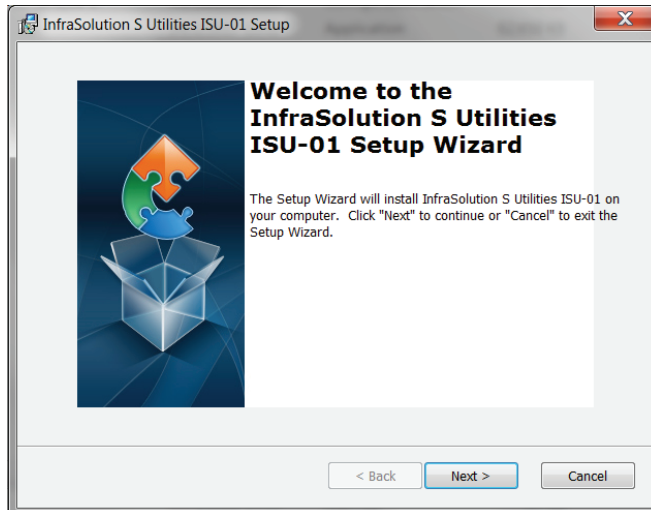 InfraSolution S Utilities ISU-01 Setup
Welcome to the
InfraSolution S Utilities
ISU-01 Setup Wizard
The Setup Wizard will install InfraSolution S Utilities ISU-01 on
your computer. Click "Next" to continue or "Cancel" to exit the
Setup Wizard.
< Back Next > Cancel